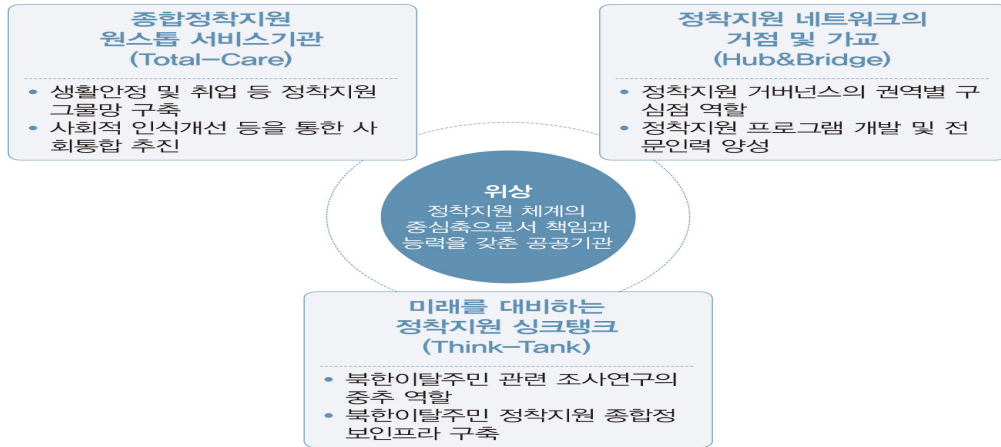 종합정착지원
원스톱 서비스기관
(Total-Care)
• 생활안정 및 취업 등 정착지원
그물망 구축
• 사회적 인식개선 등을 통한 사
회통합 추진
정착지원 네트워크의
거점 및 가교
(Hub&Bridge)
• 정착지원 거버넌스의 권역별 구
심점 역할
• 정착지원 프로그램 개발 및 전
문인력 양성
위상
정착지원 체계의
중심축으로서 책임과
능력을 갖춘 공공기관
미래를 대비하는
정착지원 싱크탱크
(Think-Tank)
• 북한이탈주민 관련 조사연구의
중추 역할
• 북한이탈주민 정착지원 종합정
보인프라 구축